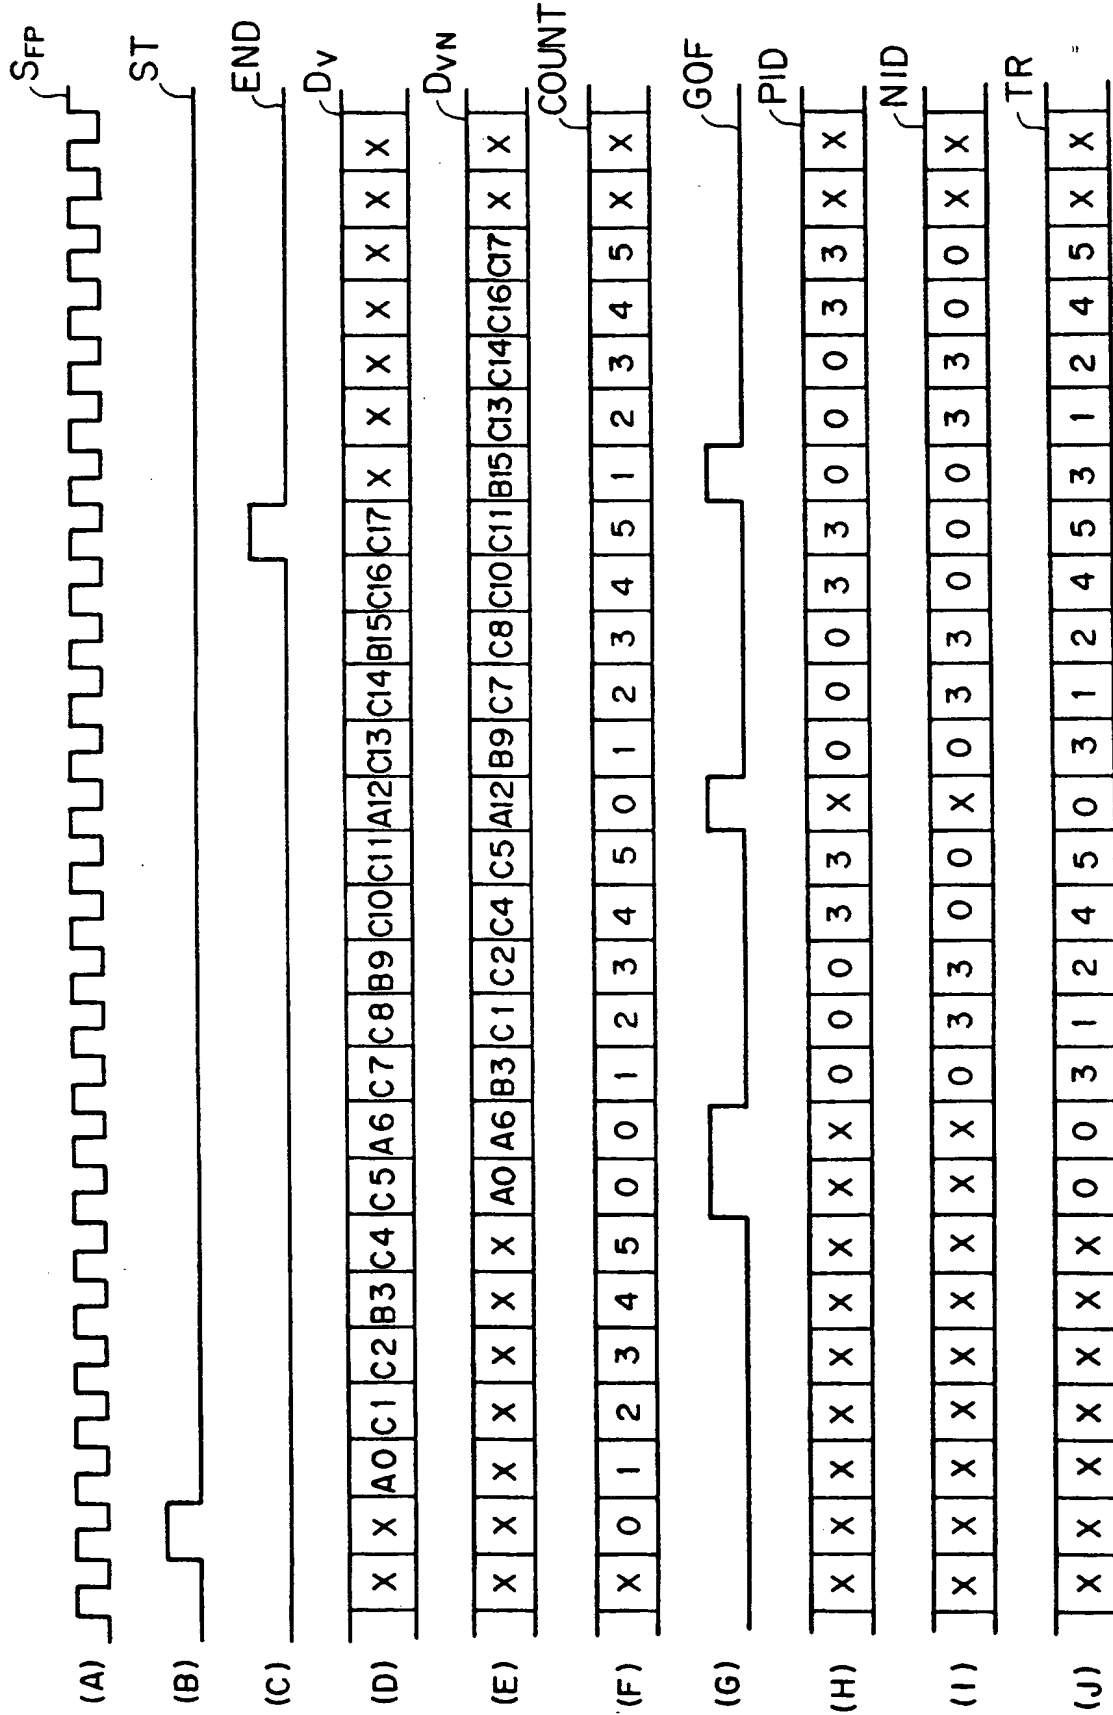 (A) SFP
(B) ST
(C) END
(D) X X A0 C1 C2 B3 C4 C5 A6 C7 C8 B9 C10 C11 A12 C13 C14 B15 C16 C17 X X X X X X X DV
(E) X X X X X X X A0 A6 B3 C1 C2 C4 C5 A12 B9 C7 C8 C10 C11 B15 C13 C14 C16 C17 X X DVN
(F) X 0 1 2 3 4 5 0 0 1 2 3 4 5 0 1 2 3 4 5 1 2 3 4 5 X X COUNT
(G) GOF
(H) X X X X X X X X X 0 0 0 3 3 X 0 0 0 3 3 0 0 0 3 3 X X PID
(I) X X X X X X X X X 0 3 3 0 0 X 0 3 3 0 0 0 3 3 0 0 X X NID
(J) X X X X X X X 0 0 3 1 2 4 5 0 3 1 2 4 5 3 1 2 4 5 X X TR